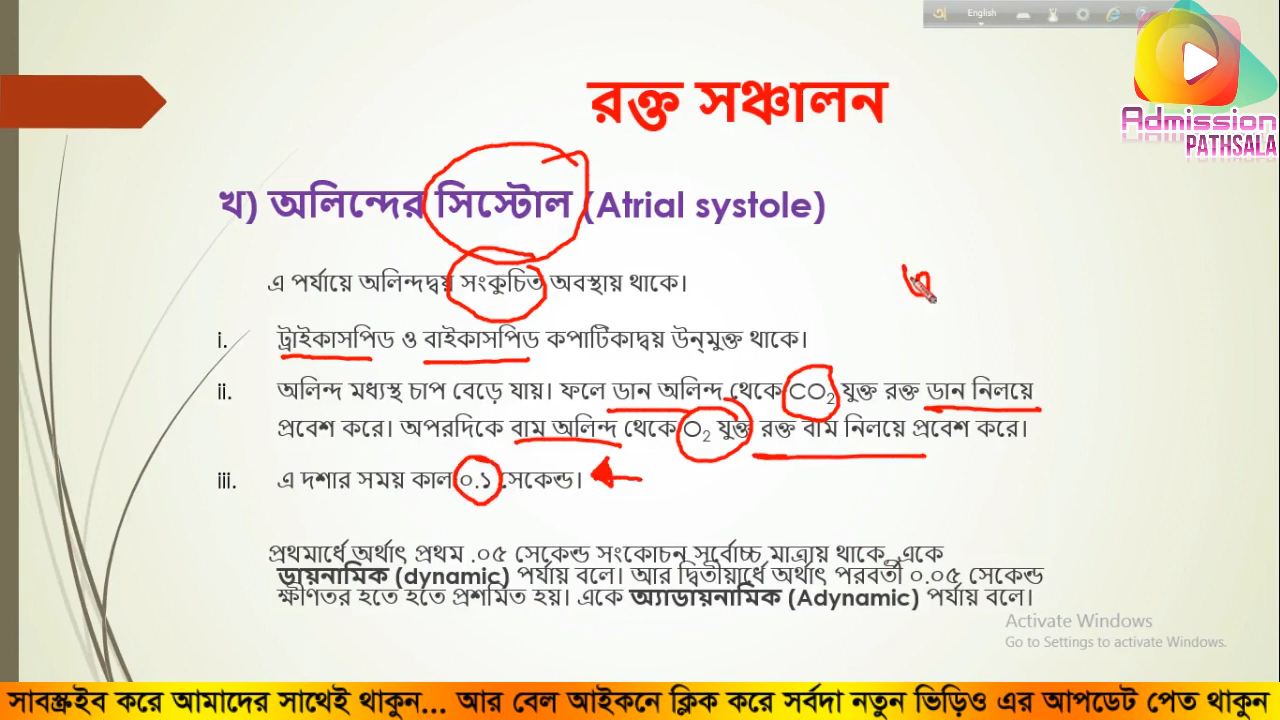 English
Admission
PATHSALA
রক্ত সঞ্চালন
খ) অলিন্দের সিস্টোল (Atrial systole)
এ পর্যায়ে অলিন্দদ্বয় সংকুচিত অবস্থায় থাকে।
i. ট্রাইকাসপিড ও বাইকাসপিড কপাটিকাদ্বয় উন্মুক্ত থাকে।
ii. অলিন্দ মধ্যস্থ চাপ বেড়ে যায়। ফলে ডান অলিন্দ থেকে CO₂ যুক্ত রক্ত ডান নিলয়ে
প্রবেশ করে। অপরদিকে বাম অলিন্দ থেকে O₂ যুক্ত রক্ত বাম নিলয়ে প্রবেশ করে।
iii. এ দশার সময় কাল ০.১ সেকেন্ড।
প্রথমার্ধে অর্থাৎ প্রথম .০৫ সেকেন্ড সংকোচন সর্বোচ্চ মাত্রায় থাকে, একে
ডায়নামিক (dynamic) পর্যায় বলে। আর দ্বিতীয়ার্ধে অর্থাৎ পরবর্তী ০.০৫ সেকেন্ড
ক্ষীণতর হতে হতে প্রশমিত হয়। একে অ্যাডায়নামিক (Adynamic) পর্যায় বলে।
Activate Windows
Go to Settings to activate Windows.
সাবস্ক্রইব করে আমাদের সাথেই থাকুন... আর বেল আইকনে ক্লিক করে সর্বদা নতুন ভিড়িও এর আপডেট পেত থাকুন